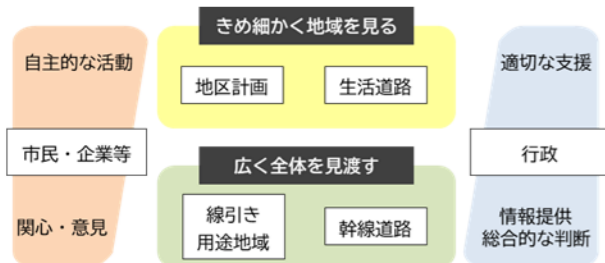 きめ細かく地域を見る
自主的な活動
地区計画
生活道路
適切な支援
市民・企業等
広く全体を見渡す
行政
関心・意見
線引き
用途地域
幹線道路
情報提供
総合的な判断